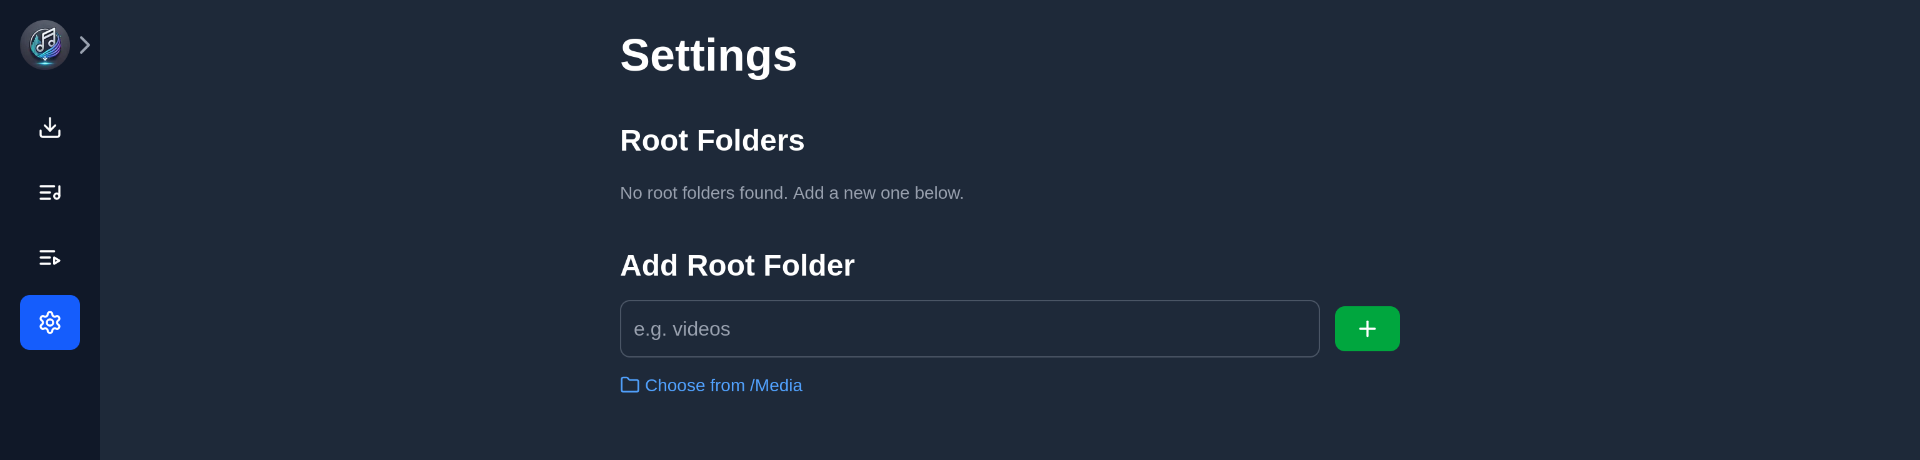 Settings
Root Folders
No root folders found. Add a new one below.
Add Root Folder
e.g. videos
Choose from /Media